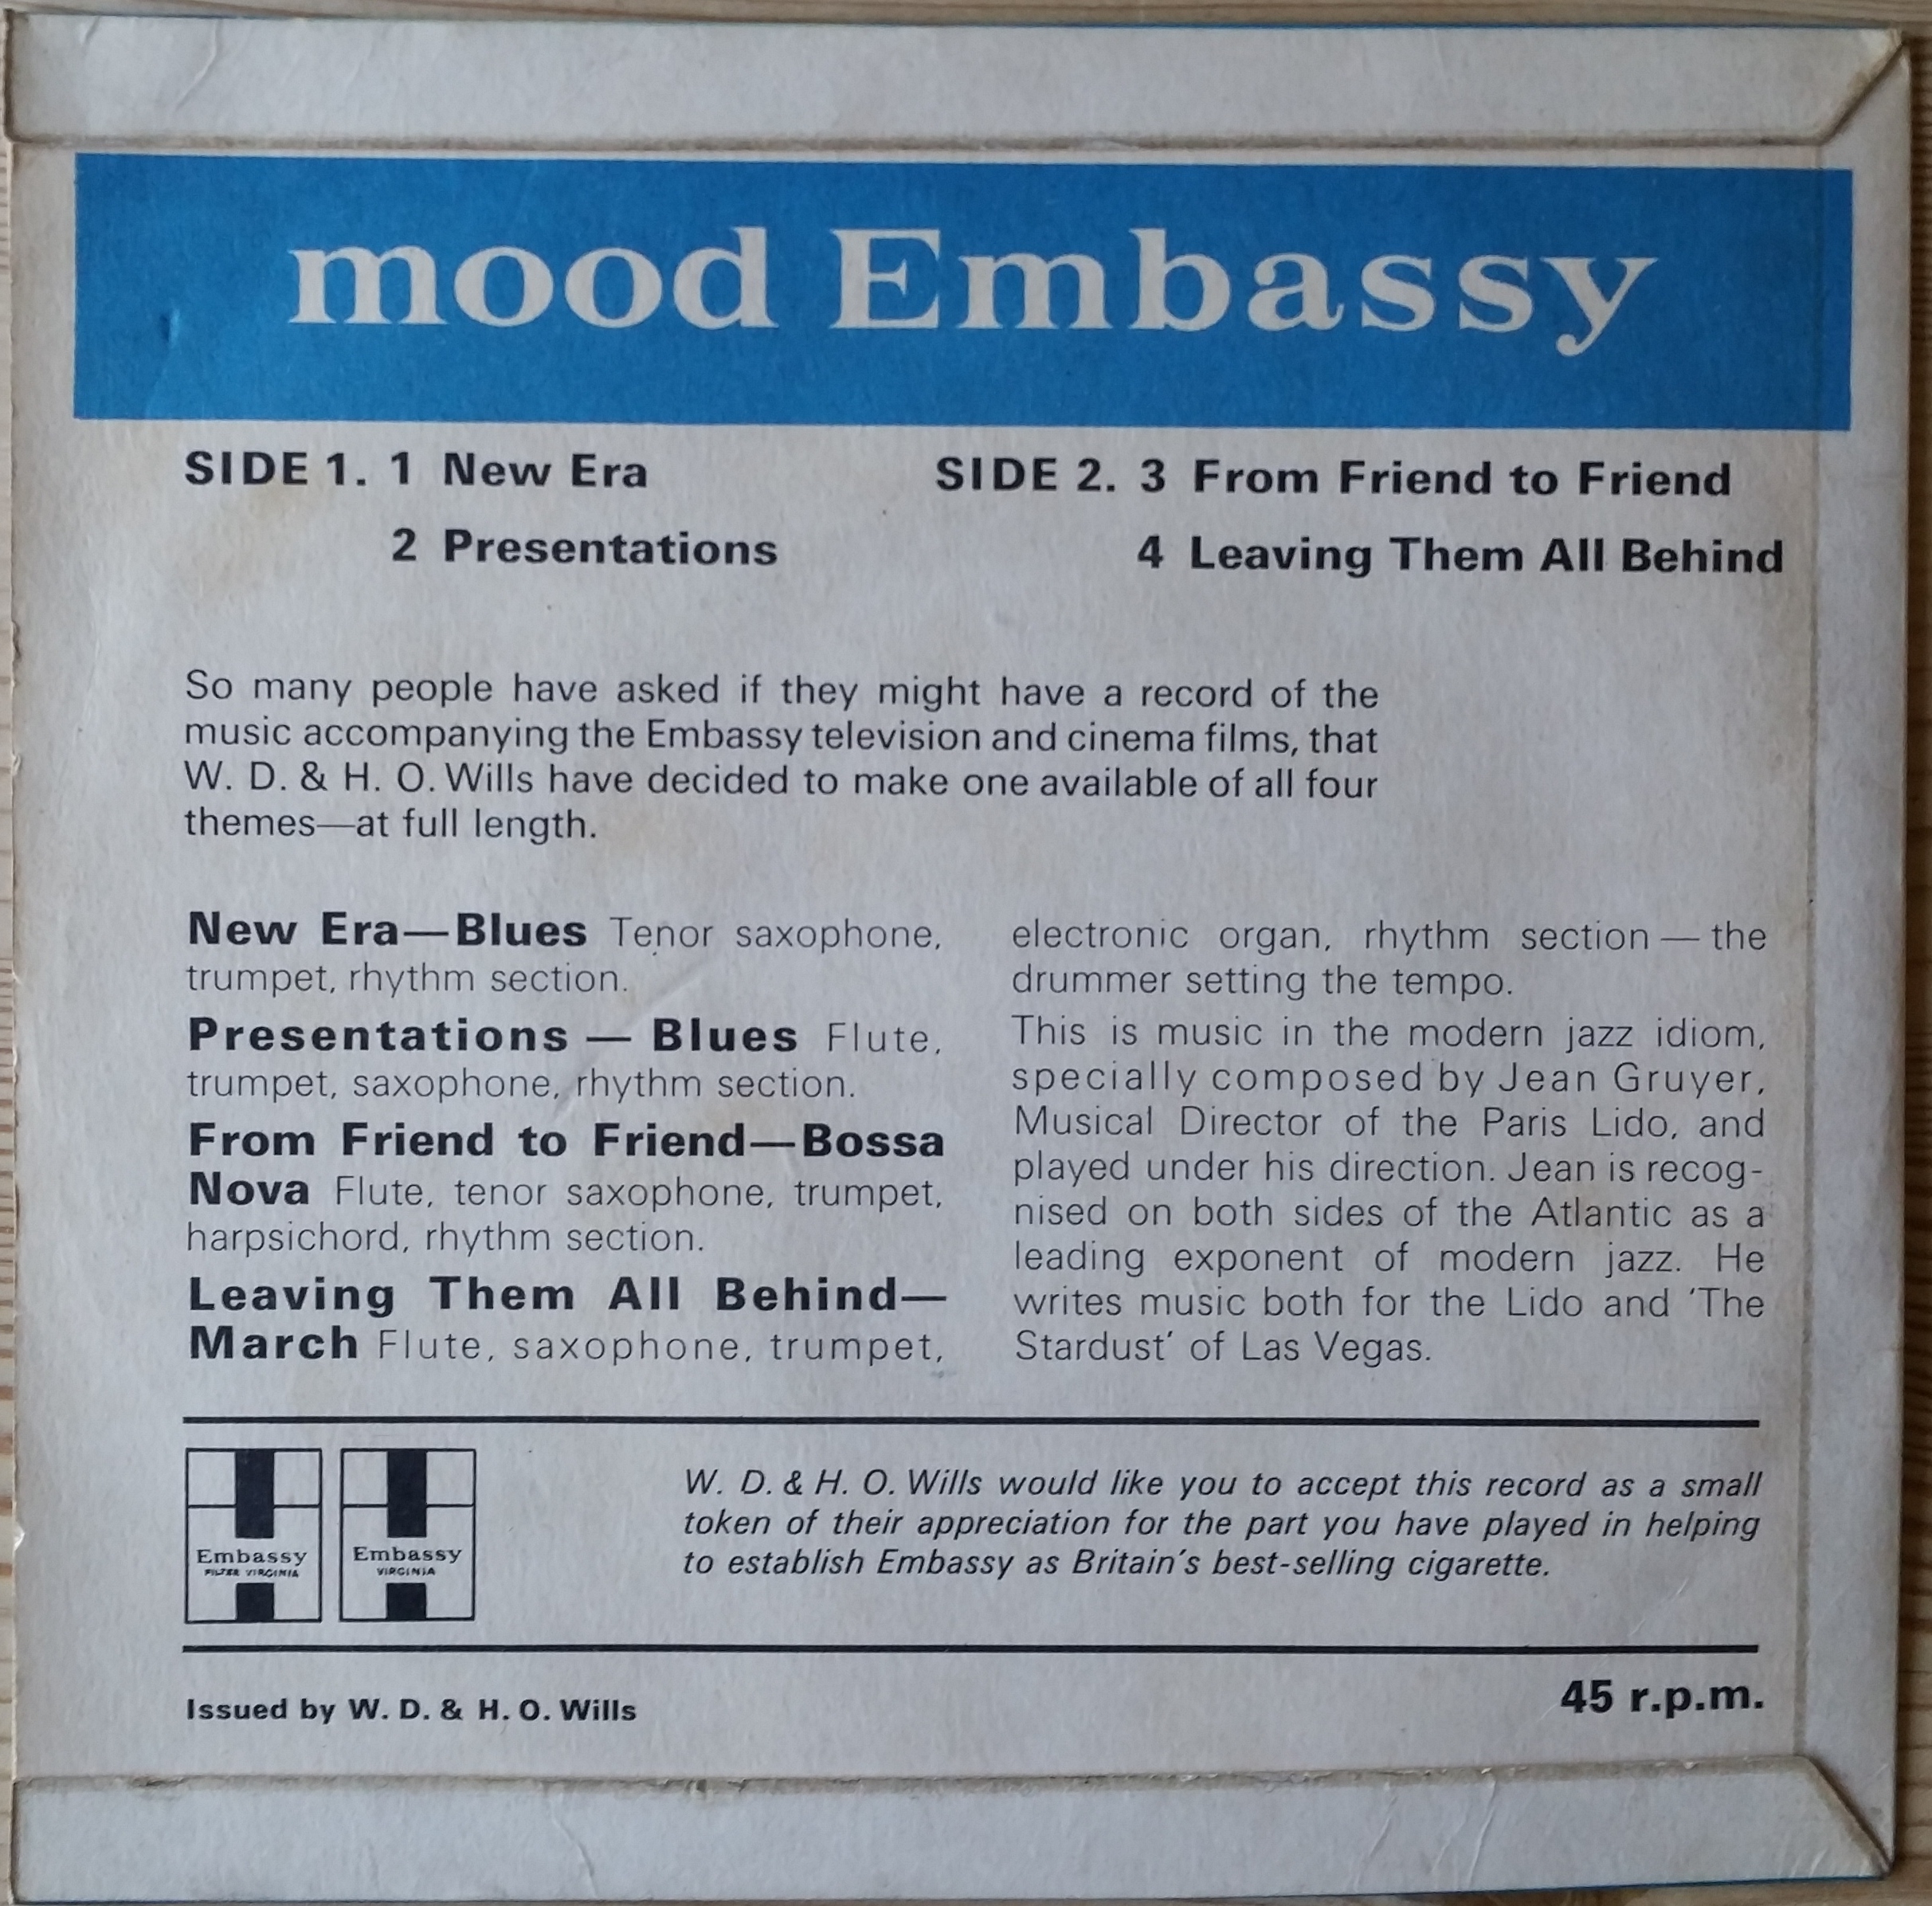 mood Embassy
SIDE 1. 1 New Era
2 Presentations
SIDE 2. 3 From Friend to Friend
4 Leaving Them All Behind
So many people have asked if they might have a record of the
music accompanying the Embassy television and cinema films, that
W. D. & H. O. Wills have decided to make one available of all four
themes—at full length.
New Era—Blues Tenor saxophone,
trumpet, rhythm section.
Presentations — Blues Flute,
trumpet, saxophone, rhythm section.
From Friend to Friend—Bossa
Nova Flute, tenor saxophone, trumpet,
harpsichord, rhythm section.
Leaving Them All Behind—
March Flute, saxophone, trumpet,
electronic organ, rhythm section — the
drummer setting the tempo.
This is music in the modern jazz idiom,
specially composed by Jean Gruyer,
Musical Director of the Paris Lido, and
played under his direction. Jean is recog-
nised on both sides of the Atlantic as a
leading exponent of modern jazz. He
writes music both for the Lido and 'The
Stardust' of Las Vegas.
Embassy
FILTER VIRGINIA
Embassy
VIRGINIA
W. D. & H. O. Wills would like you to accept this record as a small
token of their appreciation for the part you have played in helping
to establish Embassy as Britain's best-selling cigarette.
Issued by W. D. & H. O. Wills
45 r.p.m.